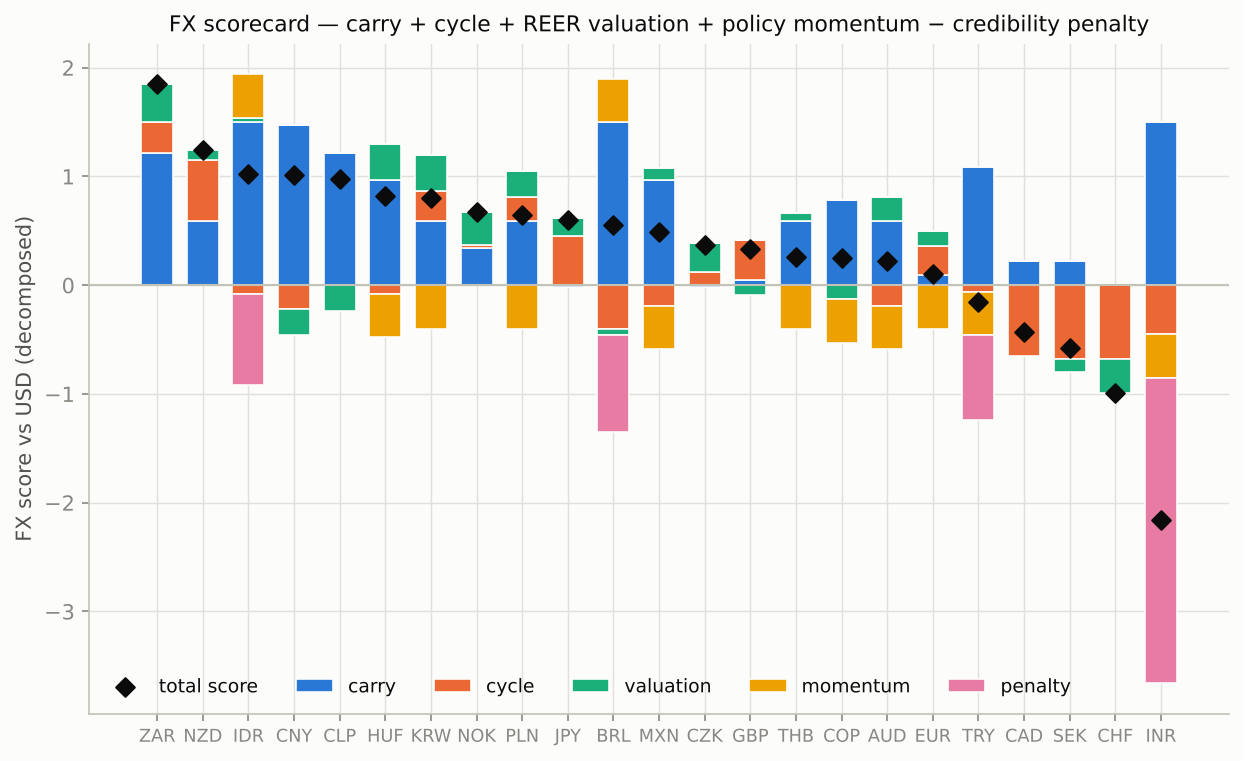 FX scorecard — carry + cycle + REER valuation + policy momentum − credibility penalty
FX score vs USD (decomposed)
2
1
0
−1
−2
−3
total score carry cycle valuation momentum penalty
ZAR NZD IDR CNY CLP HUF KRW NOK PLN JPY BRL MXN CZK GBP THB COP AUD EUR TRY CAD SEK CHF INR